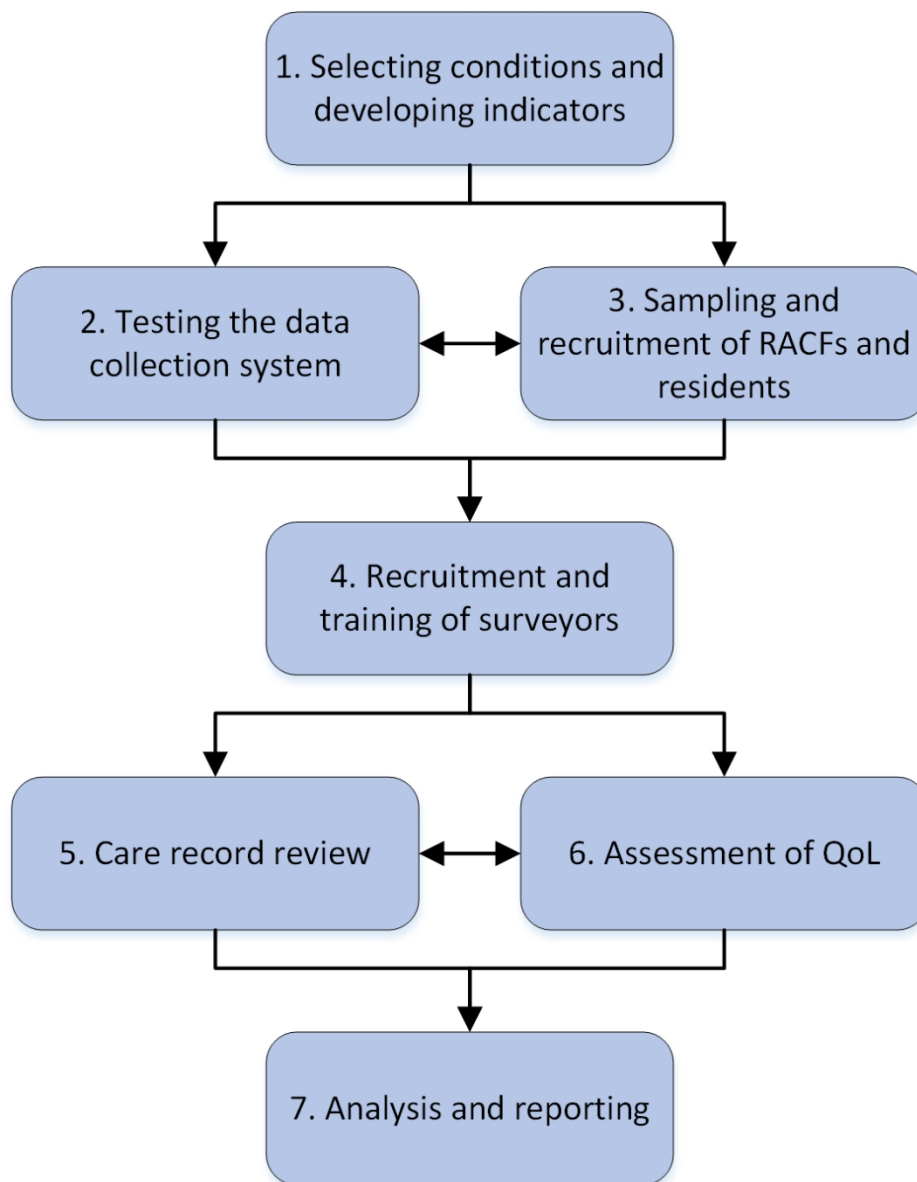 1. Selecting conditions and
developing indicators
2. Testing the data
collection system
3. Sampling and
recruitment of RACFs and
residents
4. Recruitment and
training of surveyors
5. Care record review
6. Assessment of QoL
7. Analysis and reporting